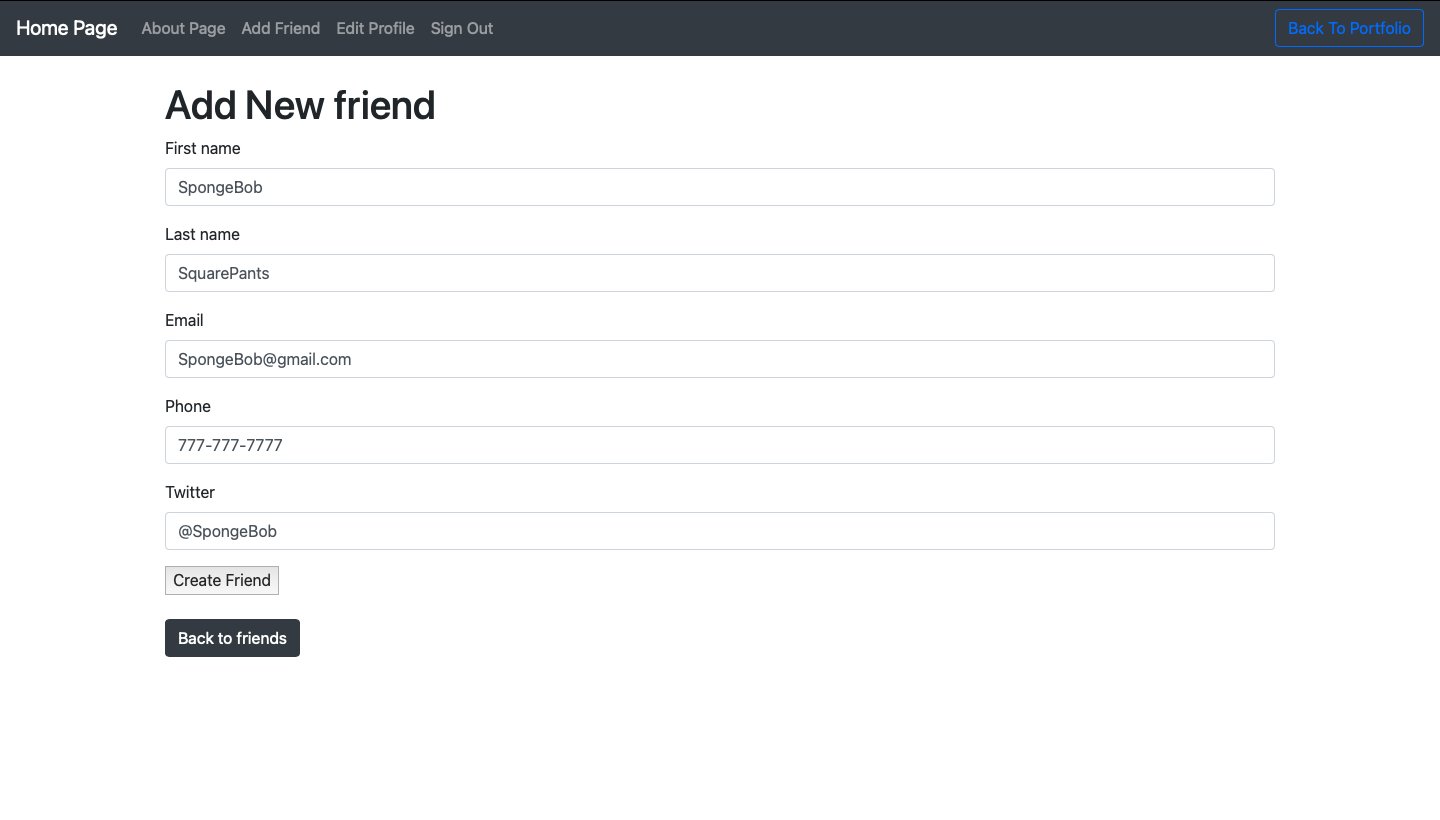 Home Page About Page Add Friend Edit Profile Sign Out Back To Portfolio
Add New friend
First name
SpongeBob
Last name
SquarePants
Email
SpongeBob@gmail.com
Phone
777-777-7777
Twitter
@SpongeBob
Create Friend
Back to friends